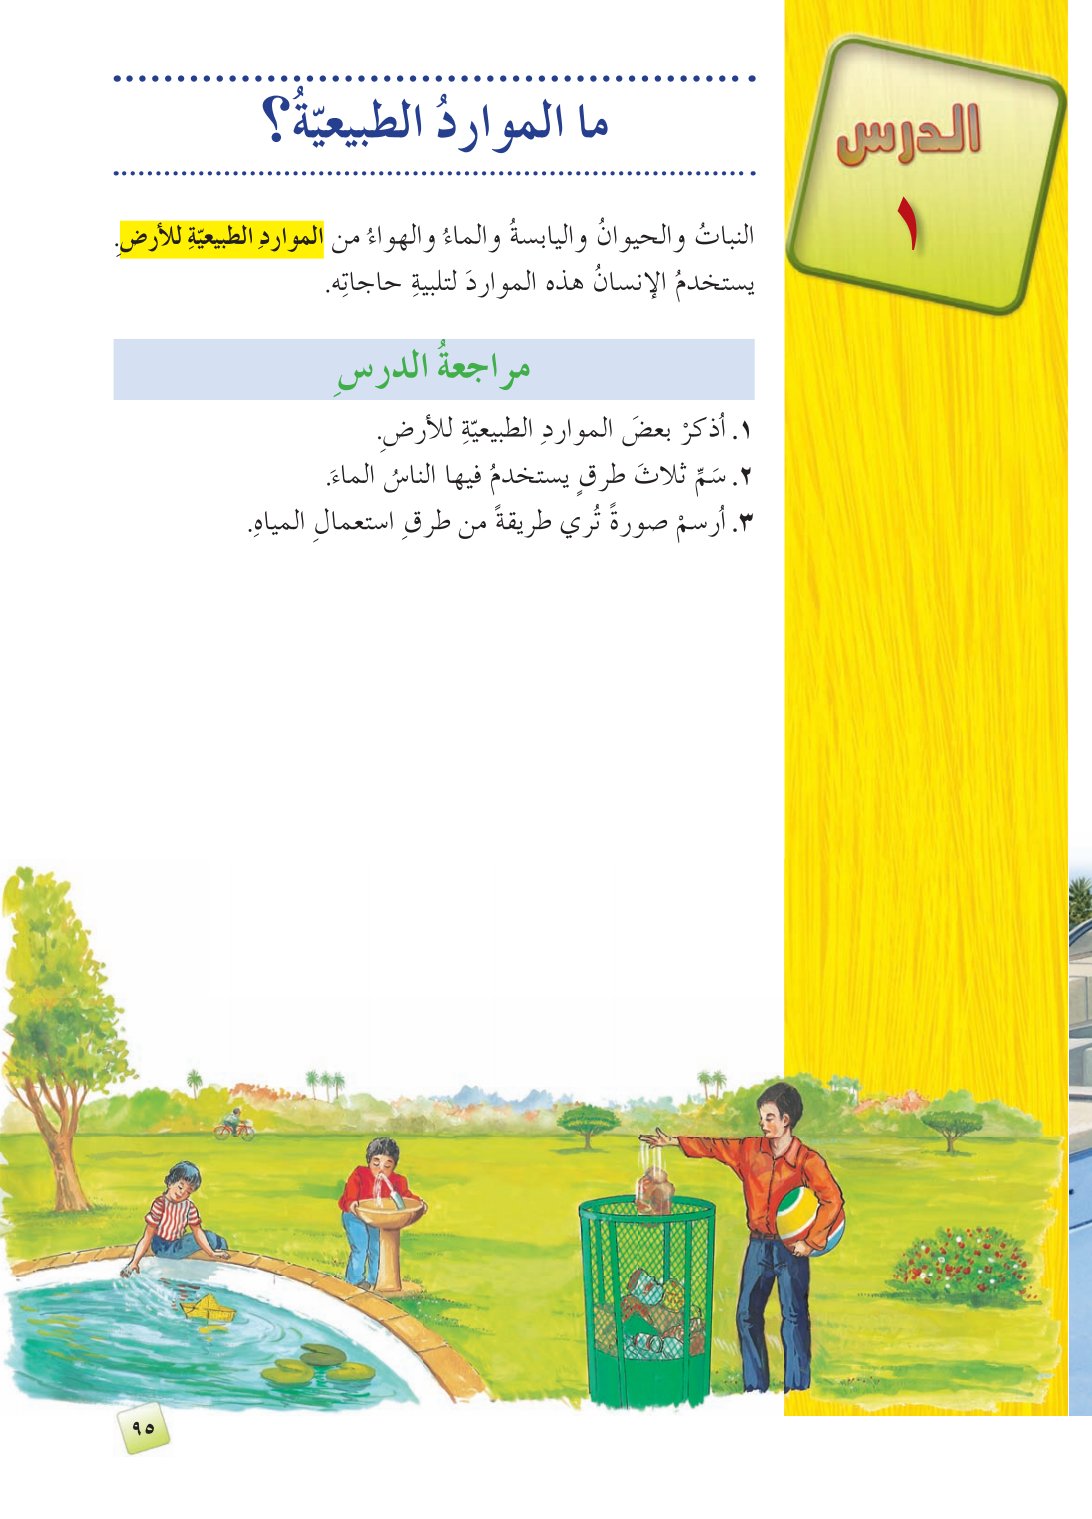 الدرس
١
ما المواردُ الطبيعيّةُ؟
النباتُ والحيوانُ واليابسةُ والماءُ والهواءُ من المواردِ الطبيعيّةِ للأرضِ.
يستخدمُ الإنسانُ هذه المواردَ لتلبيةِ حاجاتِه.
مراجعةُ الدرسِ
١. اُذكرْ بعضَ المواردِ الطبيعيّةِ للأرضِ.
٢. سَمِّ ثلاثَ طرقٍ يستخدمُ فيها الناسُ الماءَ.
٣. اُرسمْ صورةً تُري طريقةً من طرقِ استعمالِ المياهِ.
٩٥